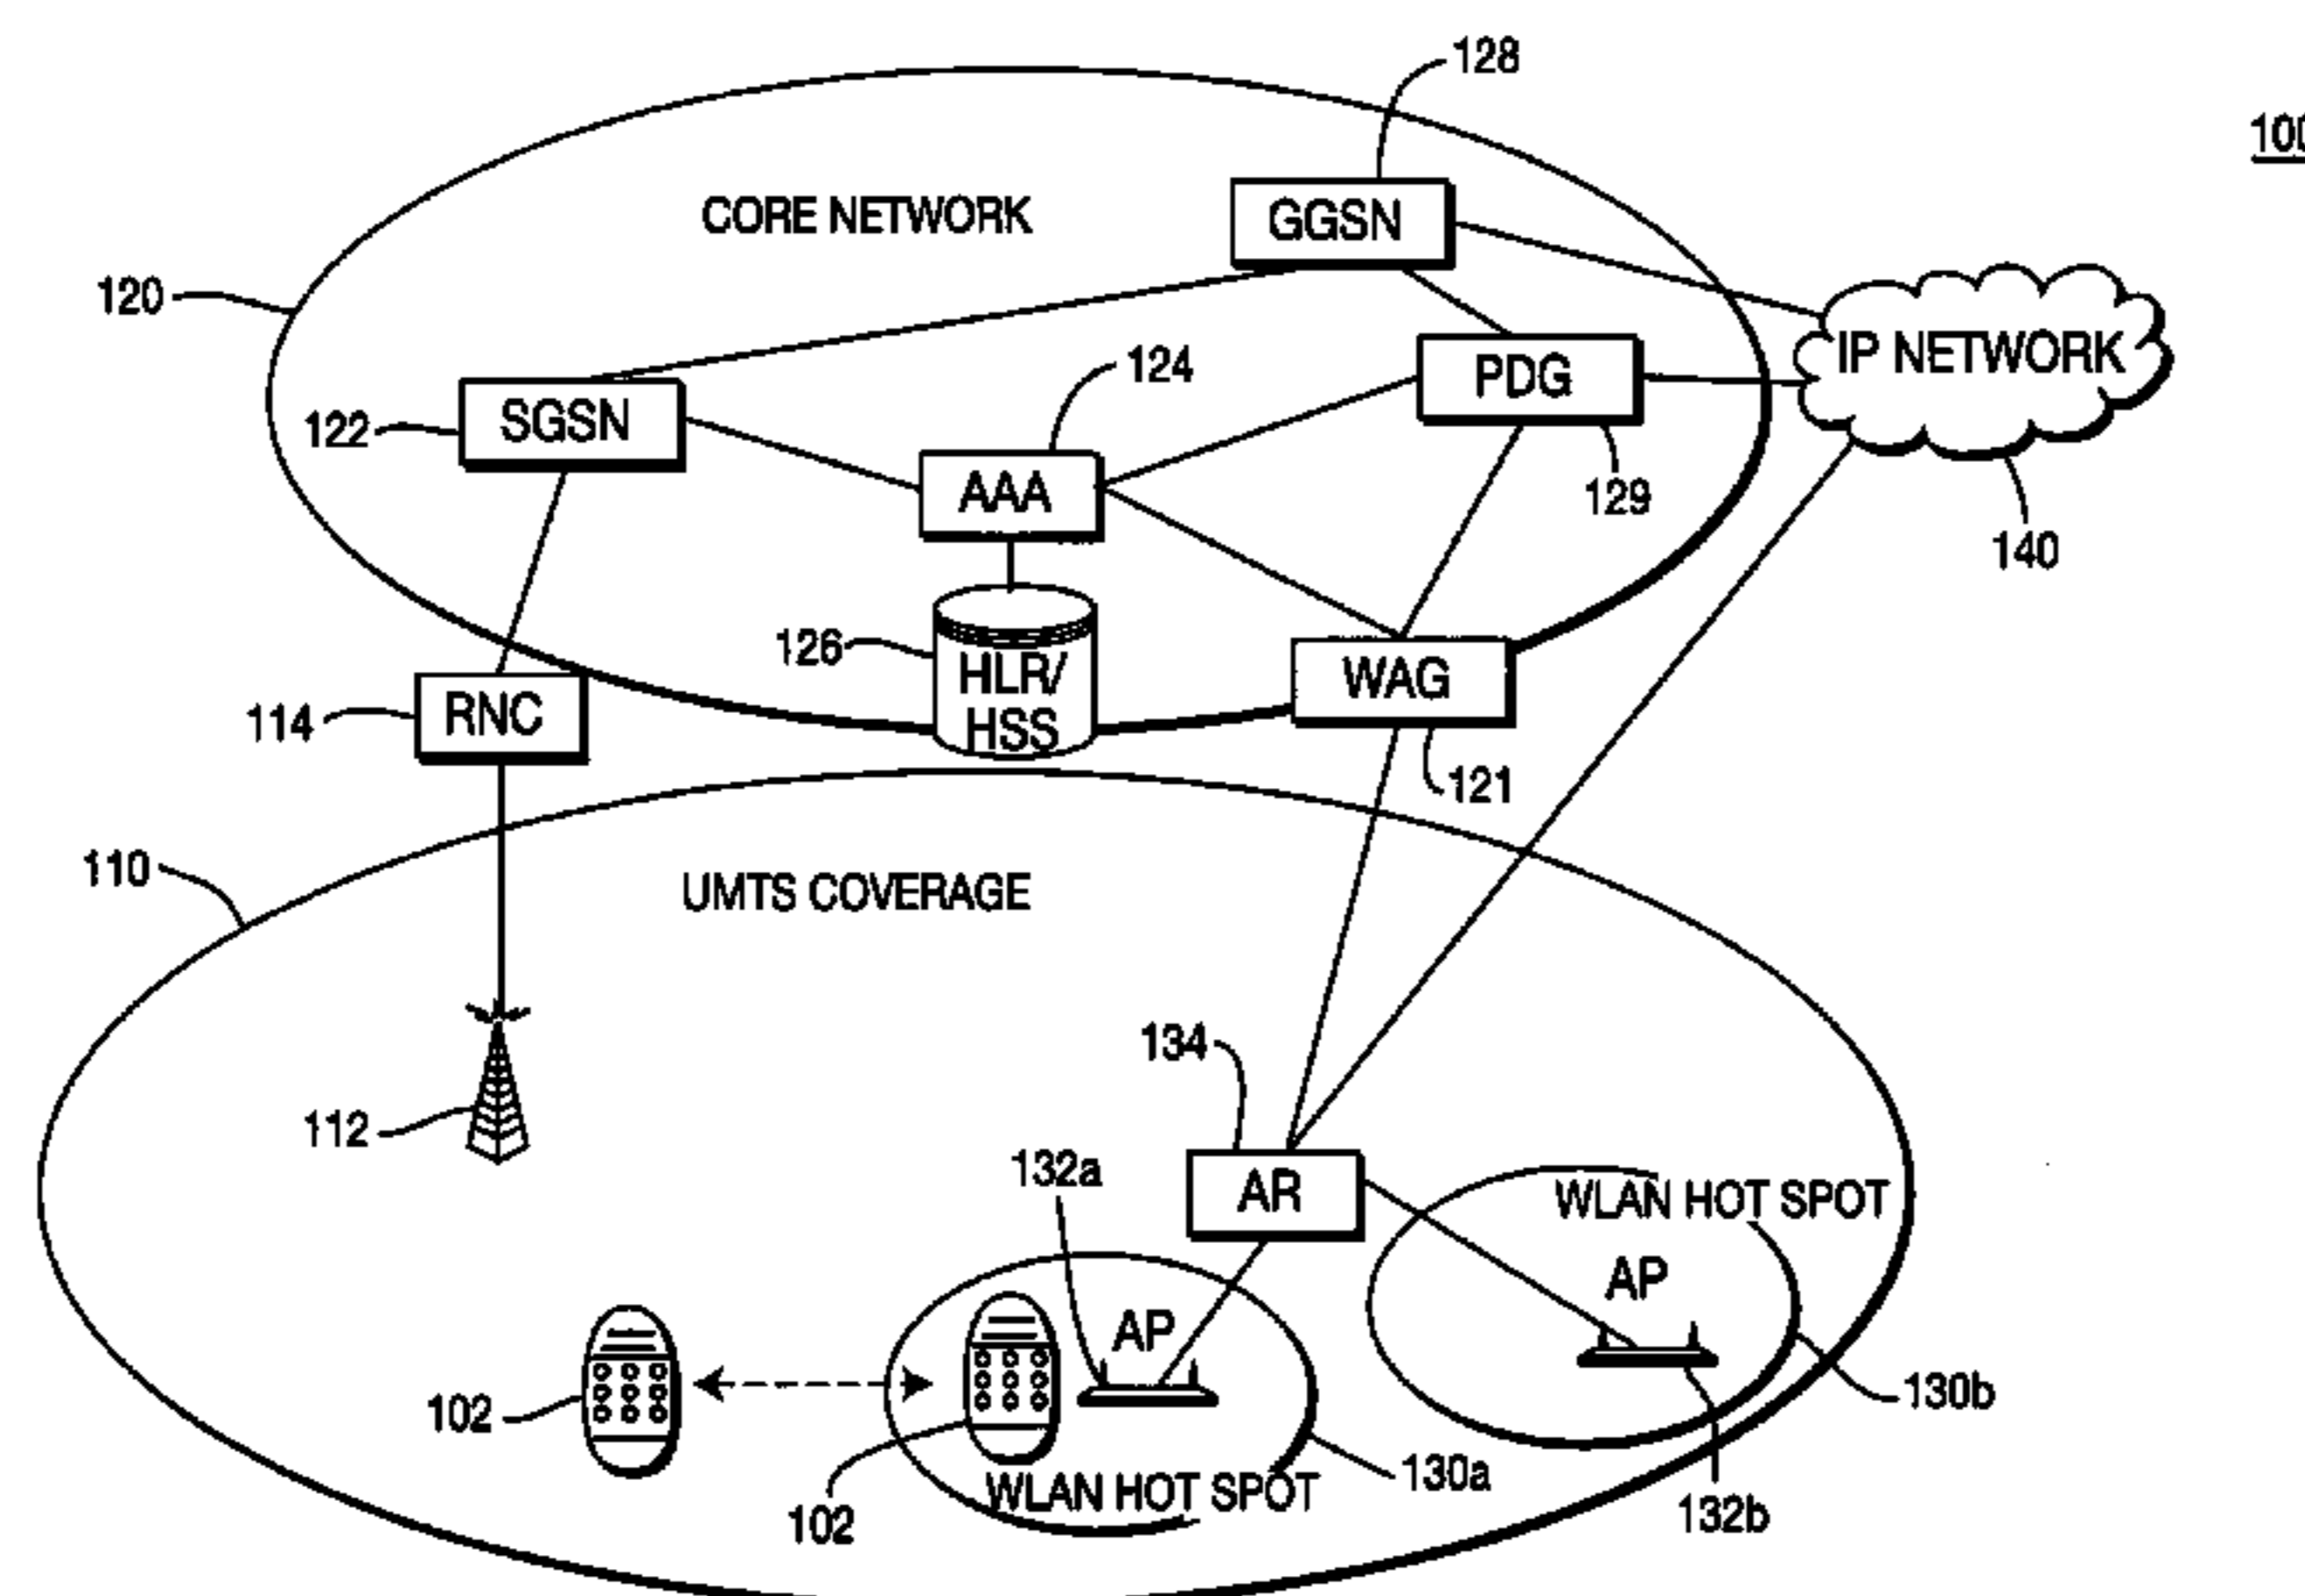 128
100
CORE NETWORK
GGSN
120
IP NETWORK
124
PDG
122
SGSN
AAA
129
140
126
HLR/
HSS
WAG
114
RNC
121
110
UMTS COVERAGE
134
112
132a
AR
WLAN HOT SPOT
AP
AP
102
130b
130a
WLAN HOT SPOT
102
132b